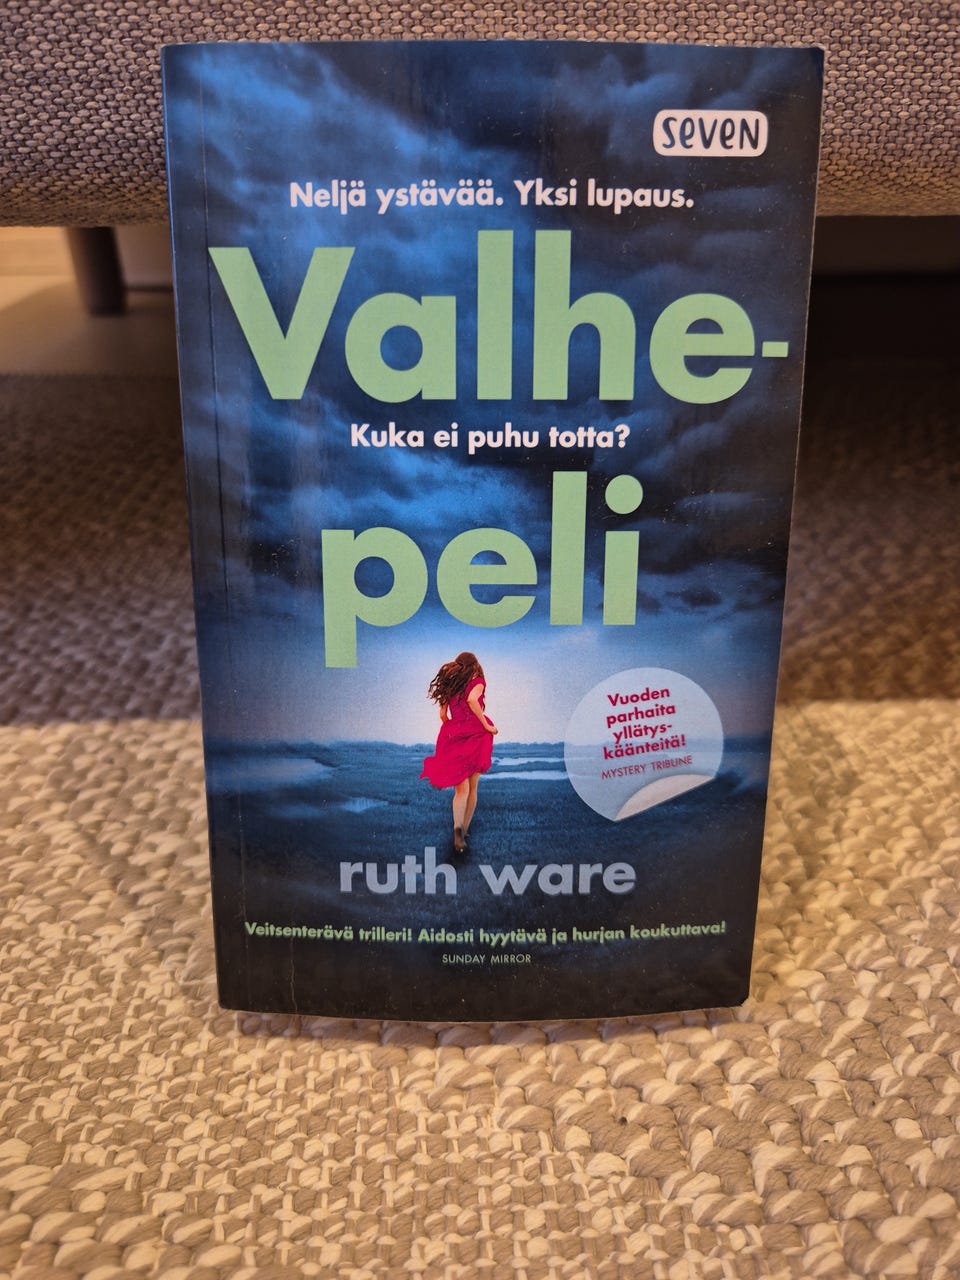 seven
Neljä ystävää. Yksi lupaus.
Valhe-
Kuka ei puhu totta?
peli
Vuoden
parhaita
yllätys-
käänteitä!
MYSTERY TRIBUNE
ruth ware
Veitsenterävä trilleri! Aidosti hyytävä ja hurjan koukuttava!
SUNDAY MIRROR